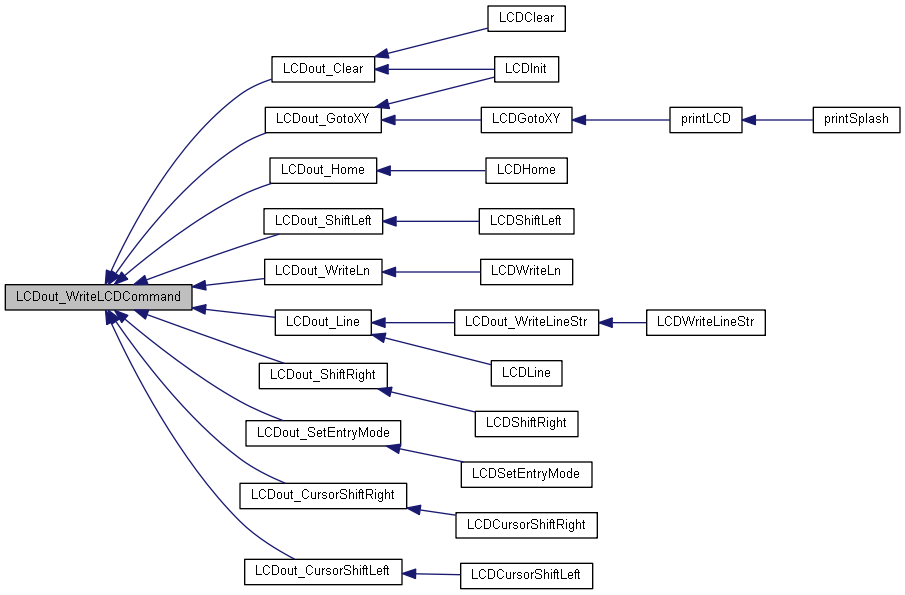 LCDClear
LCDout_Clear
LCDInit
LCDout_GotoXY
LCDGotoXY
printLCD
printSplash
LCDout_Home
LCDHome
LCDout_ShiftLeft
LCDShiftLeft
LCDout_WriteLn
LCDWriteLn
LCDout_WriteLCDCommand
LCDout_Line
LCDout_WriteLineStr
LCDWriteLineStr
LCDLine
LCDout_ShiftRight
LCDShiftRight
LCDout_SetEntryMode
LCDSetEntryMode
LCDout_CursorShiftRight
LCDCursorShiftRight
LCDout_CursorShiftLeft
LCDCursorShiftLeft